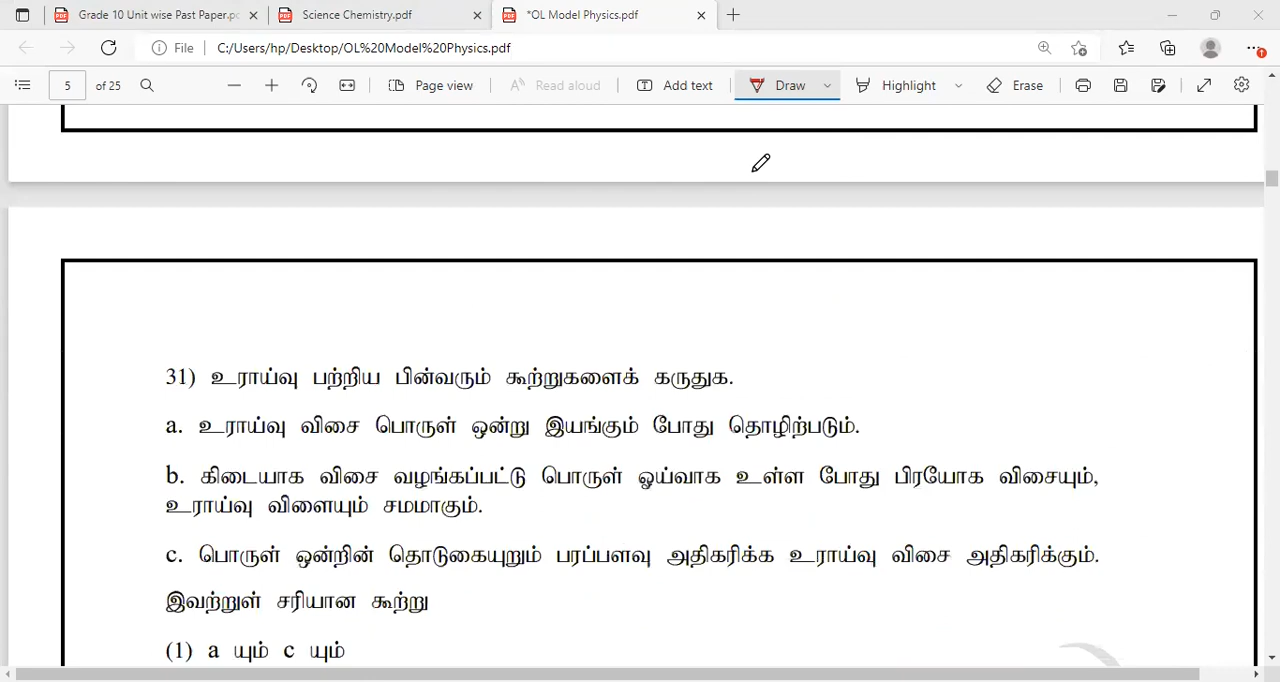 Grade 10 Unit wise Past Paper.pd
Science Chemistry.pdf
*OL Model Physics.pdf
File
C:/Users/hp/Desktop/OL%20Model%20Physics.pdf
5 of 25
Page view
Read aloud
Add text
Draw
Highlight
Erase
31) உராய்வு பற்றிய பின்வரும் கூற்றுகளைக் கருதுக.
a. உராய்வு விசை பொருள் ஒன்று இயங்கும் போது தொழிற்படும்.
b. கிடையாக விசை வழங்கப்பட்டு பொருள் ஓய்வாக உள்ள போது பிரயோக விசையும்,
உராய்வு விளையும் சமமாகும்.
c. பொருள் ஒன்றின் தொடுகையுறும் பரப்பளவு அதிகரிக்க உராய்வு விசை அதிகரிக்கும்.
இவற்றுள் சரியான கூற்று
(1) a யும் c யும்